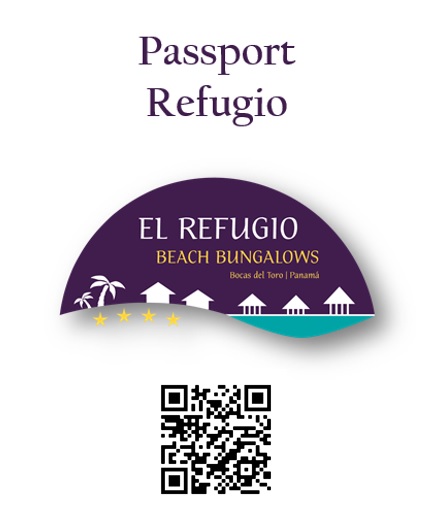 Passport
Refugio
EL REFUGIO
BEACH BUNGALOWS
Bocas del Toro | Panamá